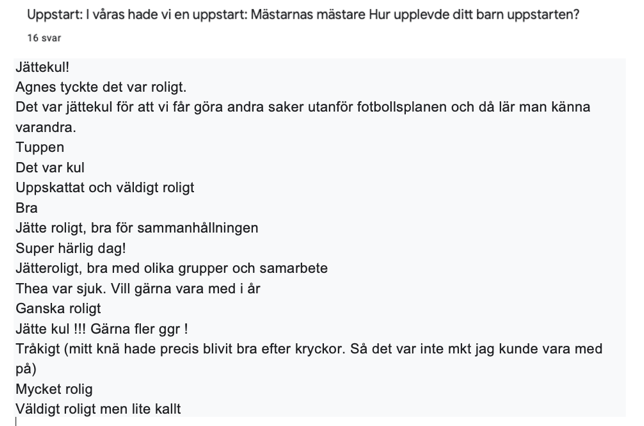 Uppstart: I våras hade vi en uppstart: Mästarnas mästare Hur upplevde ditt barn uppstarten?
16 svar
Jättekul!
Agnes tyckte det var roligt.
Det var jättekul för att vi får göra andra saker utanför fotbollsplanen och då lär man känna
varandra.
Tuppen
Det var kul
Uppskattat och väldigt roligt
Bra
Jätte roligt, bra för sammanhållningen
Super härlig dag!
Jätteroligt, bra med olika grupper och samarbete
Thea var sjuk. Vill gärna vara med i år
Ganska roligt
Jätte kul !!! Gärna fler ggr !
Tråkigt (mitt knä hade precis blivit bra efter kryckor. Så det var inte mkt jag kunde vara med
på)
Mycket rolig
Väldigt roligt men lite kallt